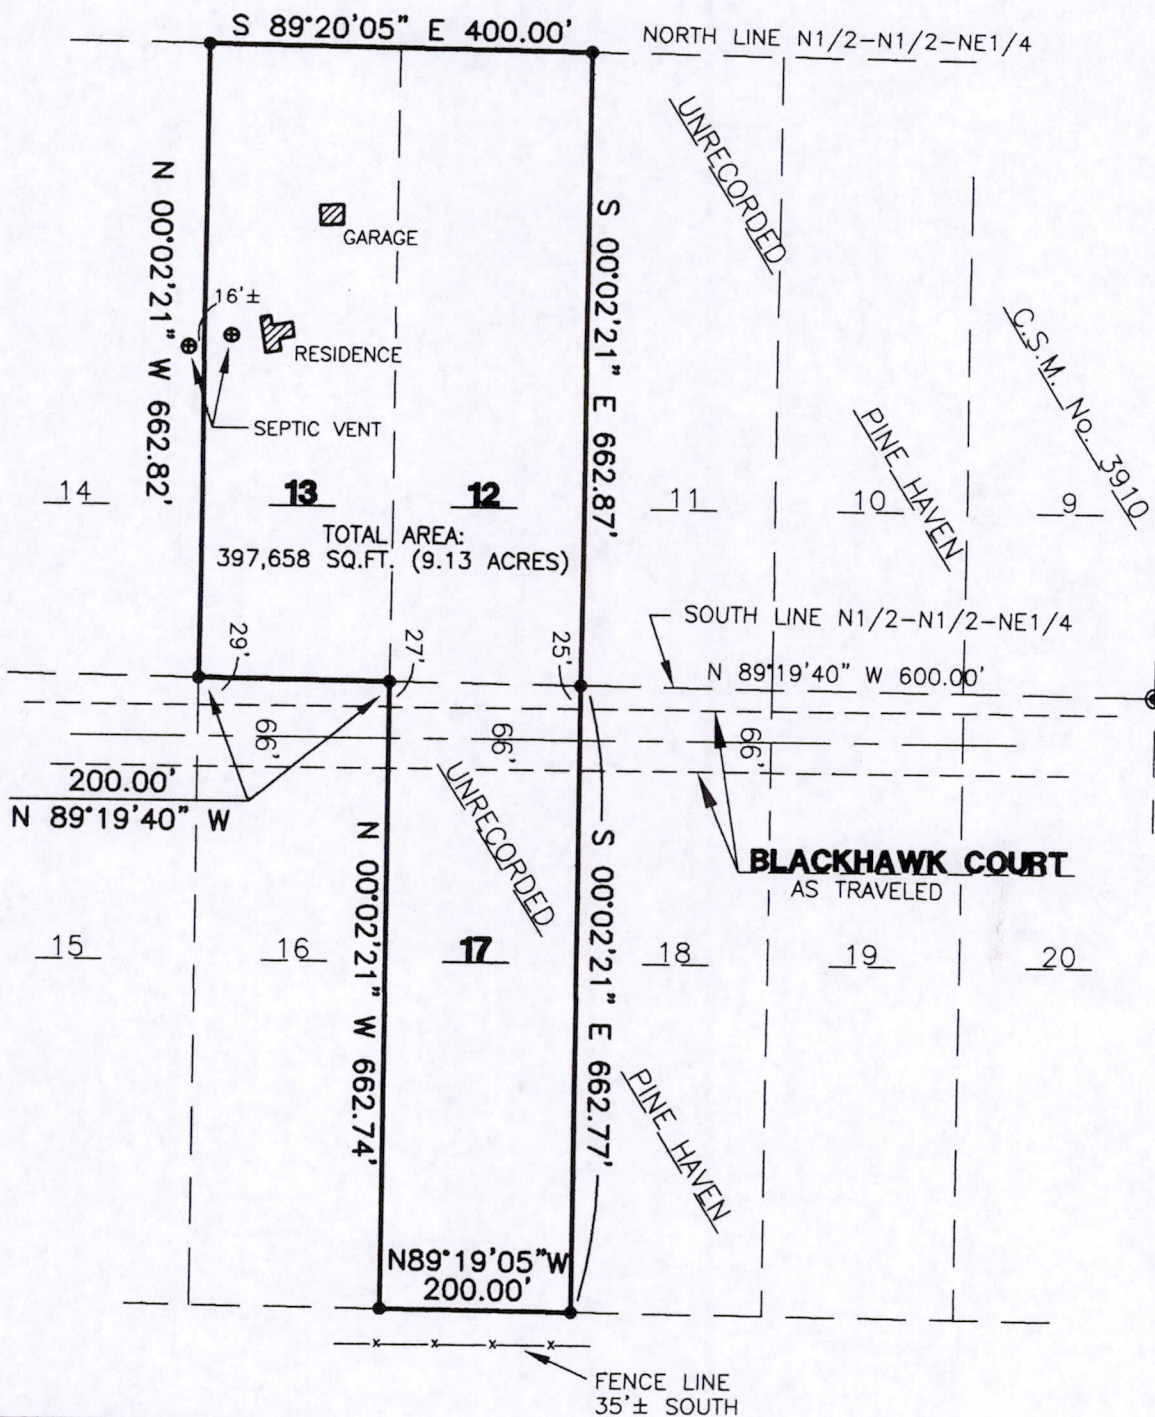 S 89°20'05" E 400.00'
NORTH LINE N1/2-N1/2-NE1/4
UNRECORDED
N 00°02'21" W 662.82'
S 00°02'21" E 662.87'
GARAGE
16'±
RESIDENCE
C.S.M. No. 3910
SEPTIC VENT
PINE HAVEN
14
13
12
11
10
9
TOTAL AREA:
397,658 SQ.FT. (9.13 ACRES)
SOUTH LINE N1/2-N1/2-NE1/4
29'
27'
25'
N 89°19'40" W 600.00'
66'
66'
66'
200.00'
N 89°19'40" W
UNRECORDED
N 00°02'21" W 662.74'
S 00°02'21" E 662.77'
BLACKHAWK COURT
AS TRAVELED
15
16
17
18
19
20
PINE HAVEN
N89°19'05"W
200.00'
x x x x
FENCE LINE
35'± SOUTH